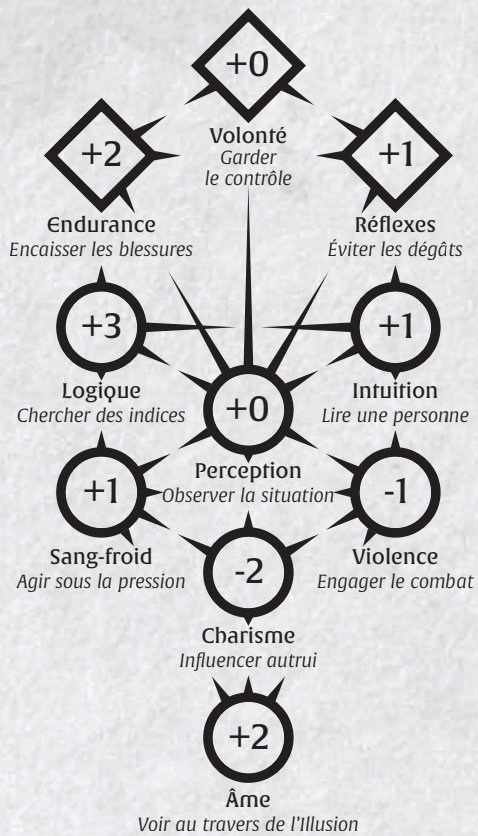 +0
Volonté
Garder
le contrôle
+2
Endurance
Encaisser les blessures
+1
Réflexes
Éviter les dégâts
+3
Logique
Chercher des indices
+1
Intuition
Lire une personne
+0
Perception
Observer la situation
+1
Sang-froid
Agir sous la pression
-1
Violence
Engager le combat
-2
Charisme
Influencer autrui
+2
Âme
Voir au travers de l'Illusion